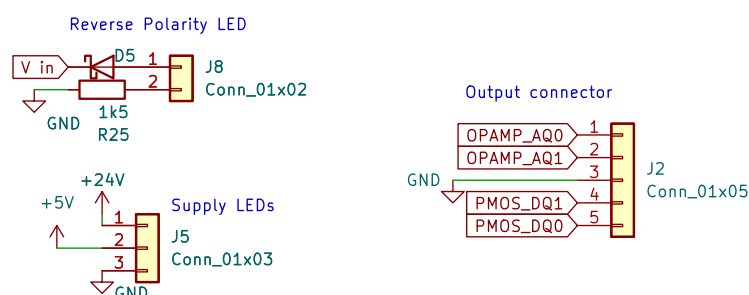 Reverse Polarity LED
V in
D5
1
2
J8
Conn_01x02
GND
1k5
R25
Output connector
OPAMP_AQ0
OPAMP_AQ1
GND
PMOS_DQ1
PMOS_DQ0
1
2
3
4
5
J2
Conn_01x05
+24V
+5V
Supply LEDs
1
2
3
J5
Conn_01x03
GND